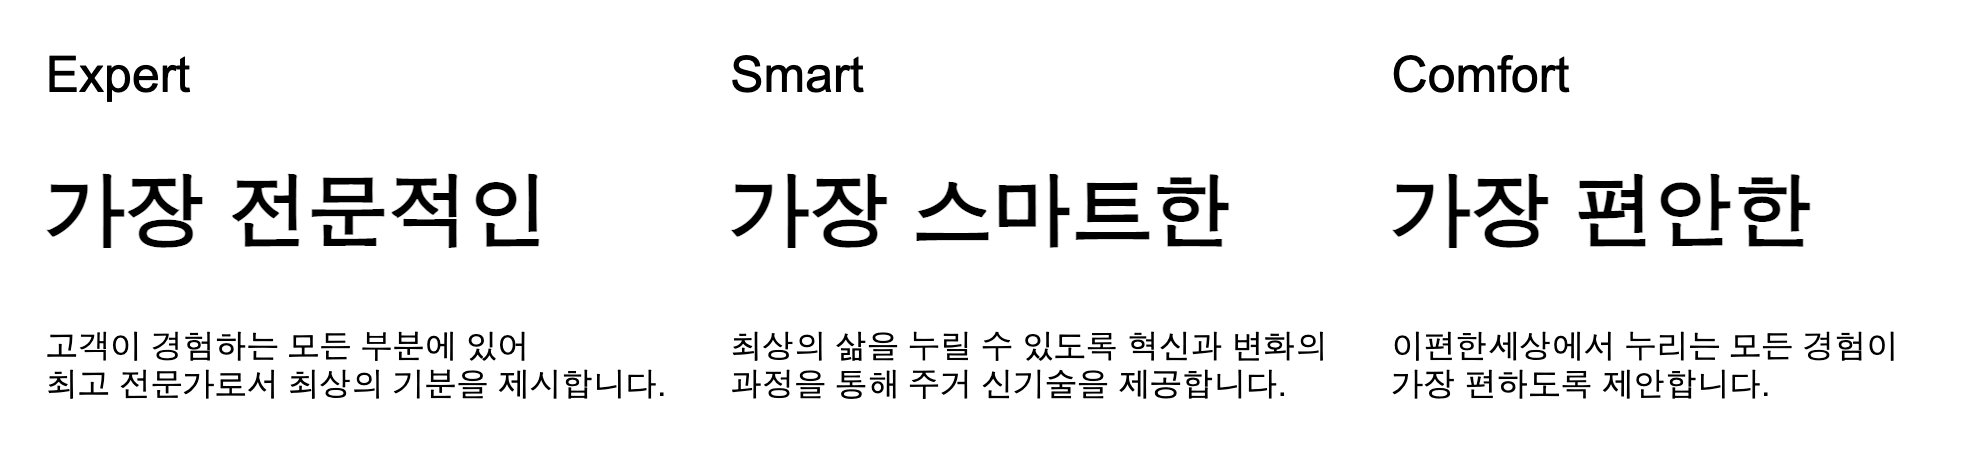 Expert
가장 전문적인
고객이 경험하는 모든 부분에 있어
최고 전문가로서 최상의 기분을 제시합니다.
Smart
가장 스마트한
최상의 삶을 누릴 수 있도록 혁신과 변화의
과정을 통해 주거 신기술을 제공합니다.
Comfort
가장 편안한
이편한세상에서 누리는 모든 경험이
가장 편하도록 제안합니다.